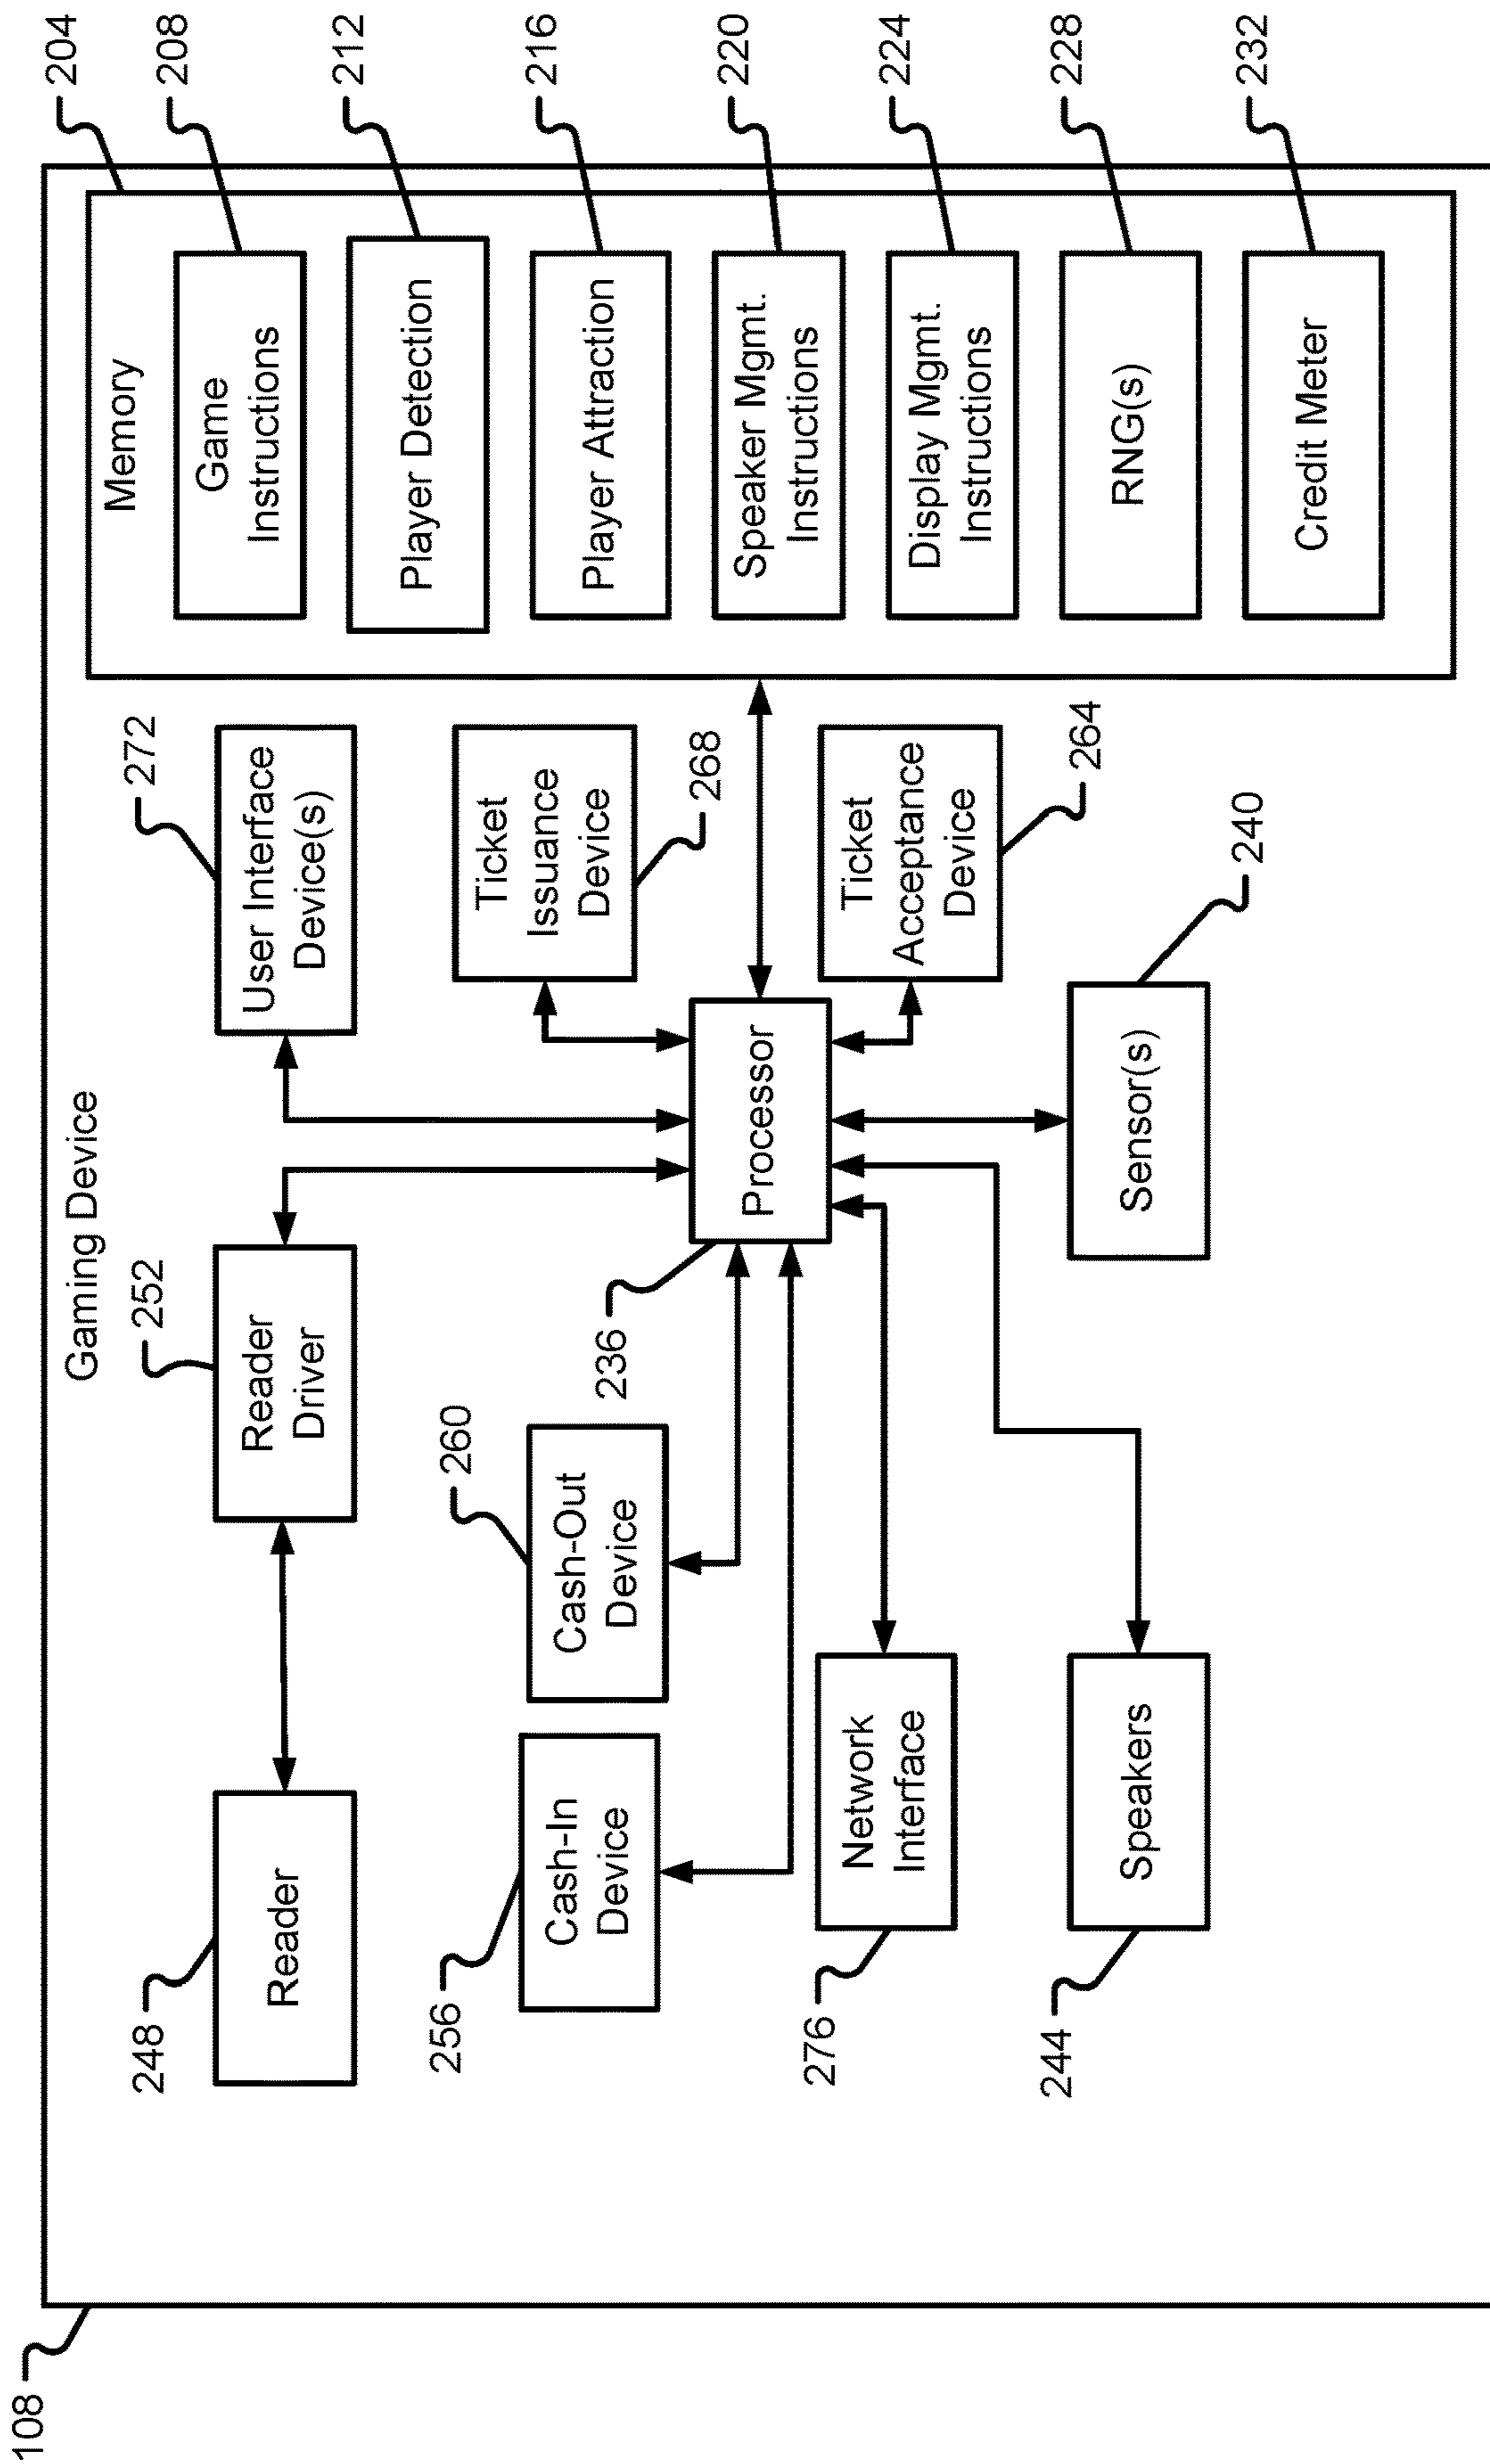 108
Gaming Device
204
Memory
208
Game
Instructions
212
Player Detection
216
Player Attraction
220
Speaker Mgmt.
Instructions
224
Display Mgmt.
Instructions
228
RNG(s)
232
Credit Meter
248
Reader
252
Reader
Driver
272
User Interface
Device(s)
256
Cash-In
Device
260
Cash-Out
Device
236
Processor
268
Ticket
Issuance
Device
264
Ticket
Acceptance
Device
276
Network
Interface
244
Speakers
240
Sensor(s)